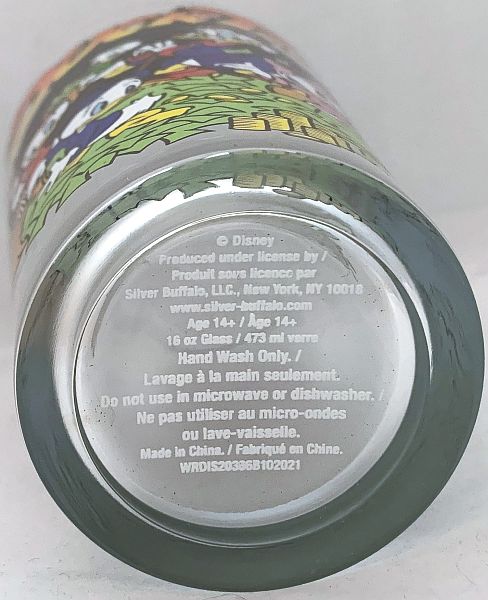 © Disney
Produced under license by /
Produit sous licence par
Silver Buffalo, LLC., New York, NY, 10018
www.silver-buffalo.com
Age 14+ / Âge 14+
16 oz Glass / 473 ml verre
Hand Wash Only. /
Lavage à la main seulement.
Do not use in microwave or dishwasher. /
Ne pas utiliser au micro-ondes
ou lave-vaisselle.
Made in China. / Fabriqué en Chine.
WRDIS20336B102021